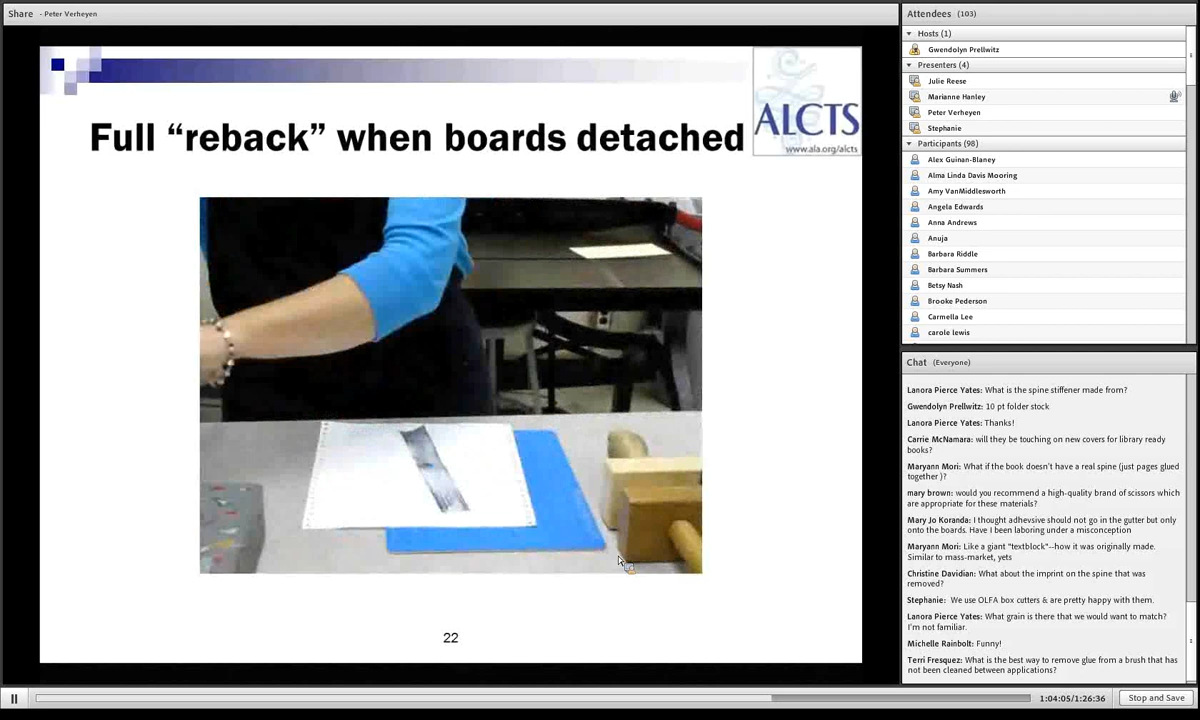 Share - Peter Verheyen
Full “reback” when boards detached
ALCTS
www.ala.org/alcts
22
Attendees (103)
Hosts (1)
Gwendolyn Prellwitz
Presenters (4)
Julie Reese
Marianne Hanley
Peter Verheyen
Stephanie
Participants (98)
Alex Guinan-Blaney
Alma Linda Davis Mooring
Amy VanMiddlesworth
Angela Edwards
Anna Andrews
Anuja
Barbara Riddle
Barbara Summers
Betsy Nash
Brooke Pederson
Carmella Lee
carole lewis
Chat (Everyone)
Lanora Pierce Yates: What is the spine stiffener made from?
Gwendolyn Prellwitz: 10 pt folder stock
Lanora Pierce Yates: Thanks!
Carrie McNamara: will they be touching on new covers for library ready
books?
Maryann Mori: What if the book doesn't have a real spine (just pages glued
together )?
mary brown: would you recommend a high-quality brand of scissors which
are appropriate for these materials?
Mary Jo Koranda: I thought adhevsive should not go in the gutter but only
onto the boards. Have I been laboring under a misconception
Maryann Mori: Like a giant "textblock"--how it was originally made.
Similar to mass-market, yets
Christine Davidian: What about the imprint on the spine that was
removed?
Stephanie: We use OLFA box cutters & are pretty happy with them.
Lanora Pierce Yates: What grain is there that we would want to match?
I'm not familiar.
Michelle Rainbolt: Funny!
Terri Fresquez: What is the best way to remove glue from a brush that has
not been cleaned between applications?
1:04:05/1:26:36
Stop and Save